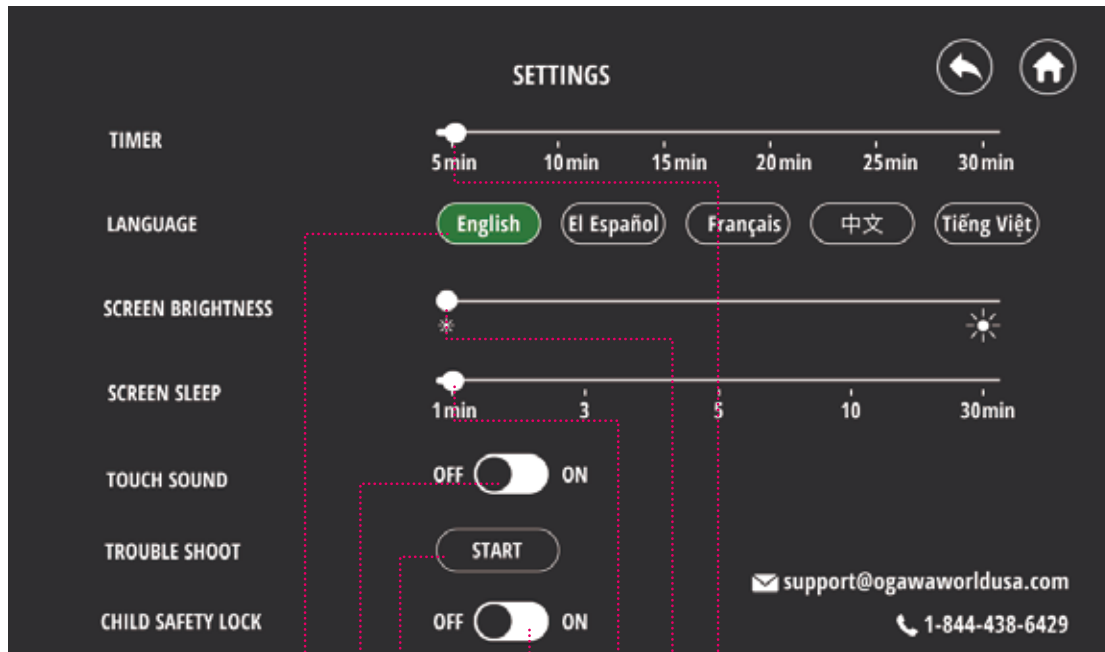 SETTINGS
TIMER
5 min 10 min 15 min 20 min 25 min 30 min
LANGUAGE English El Español Français 中文 Tiếng Việt
SCREEN BRIGHTNESS
SCREEN SLEEP
1 min 3 5 10 30 min
TOUCH SOUND OFF ON
TROUBLE SHOOT START
support@ogawaworldusa.com
CHILD SAFETY LOCK OFF ON
1-844-438-6429